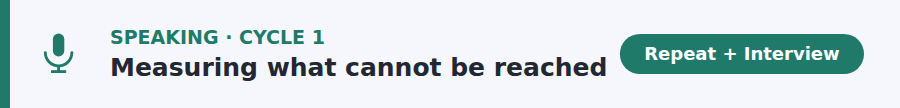 SPEAKING · CYCLE 1
Measuring what cannot be reached
Repeat + Interview